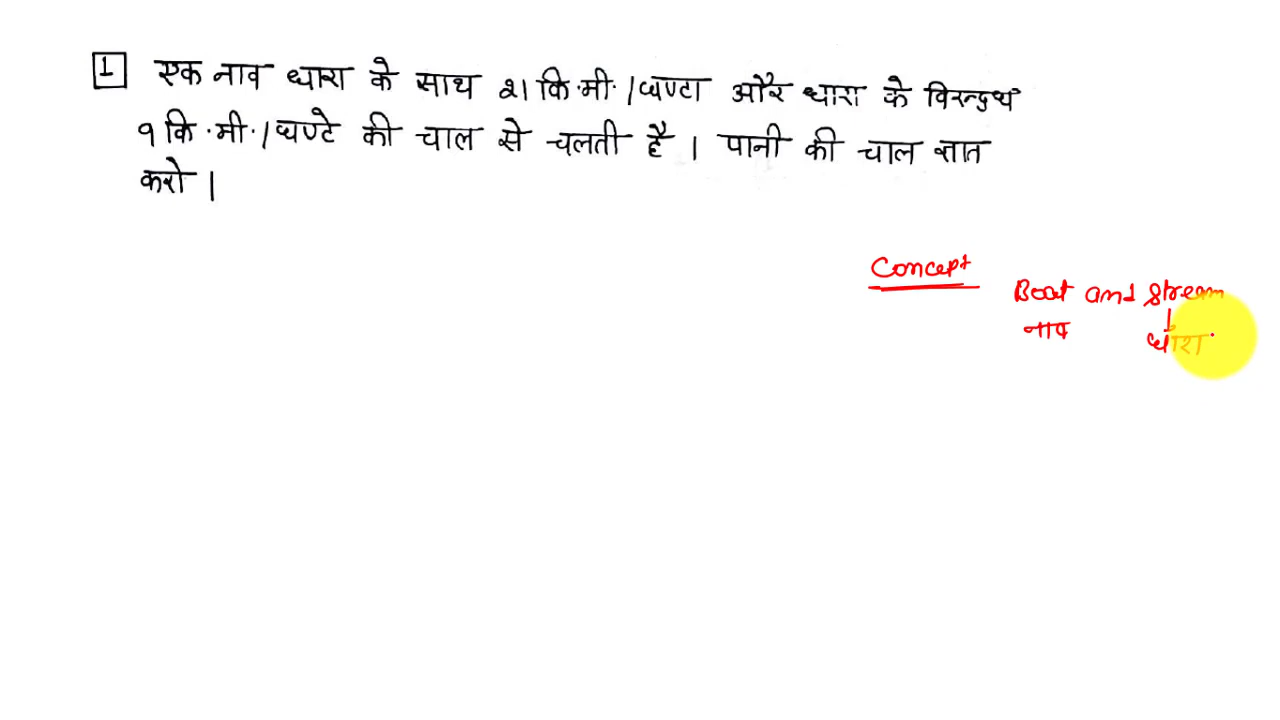 1 एक नाव धारा के साथ 21 कि.मी./घण्टा और धारा के विरुद्ध
9 कि.मी./घण्टे की चाल से चलती है । पानी की चाल ज्ञात
करो ।
Concept
Boat and Stream
नाव धारा